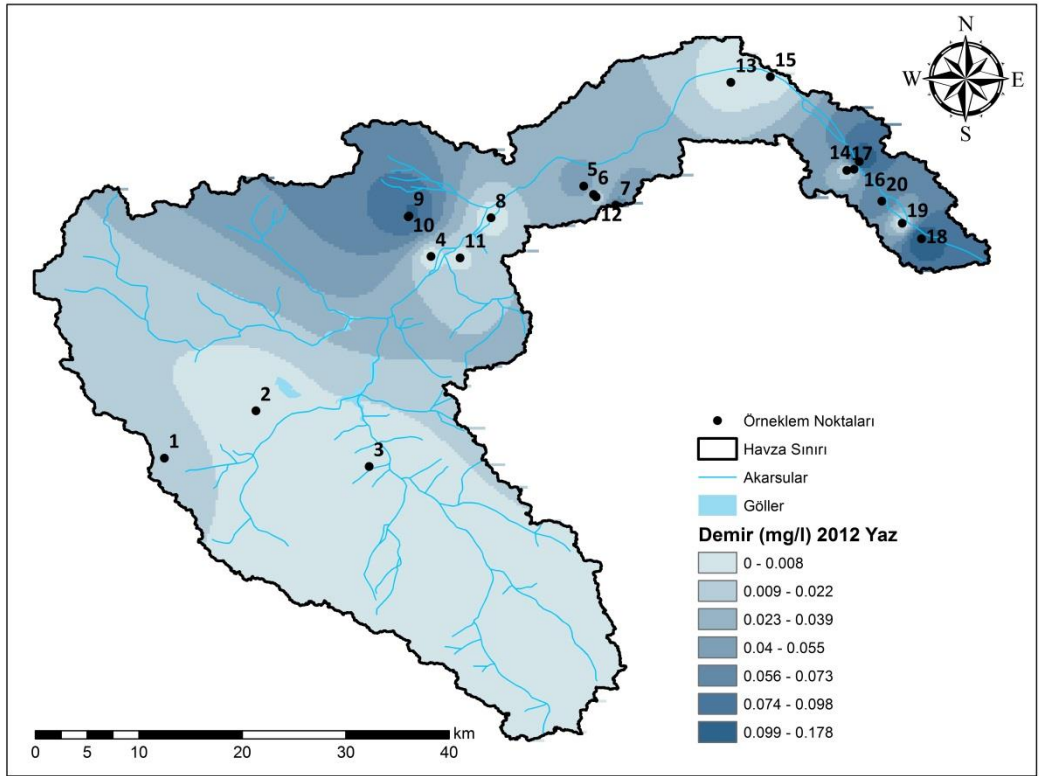 N
W E
S
13 15
14 17
16 20
5 6
7
12
9
8
10
19
18
4 11
2
1
3
Örneklem Noktaları
Havza Sınırı
Akarsular
Göller
Demir (mg/l) 2012 Yaz
0 - 0.008
0.009 - 0.022
0.023 - 0.039
0.04 - 0.055
0.056 - 0.073
0.074 - 0.098
0.099 - 0.178
km
0 5 10 20 30 40